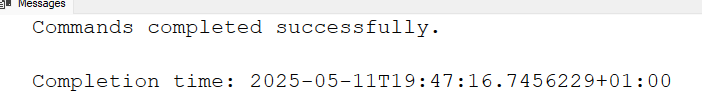 Messages
Commands completed successfully.
Completion time: 2025-05-11T19:47:16.7456229+01:00